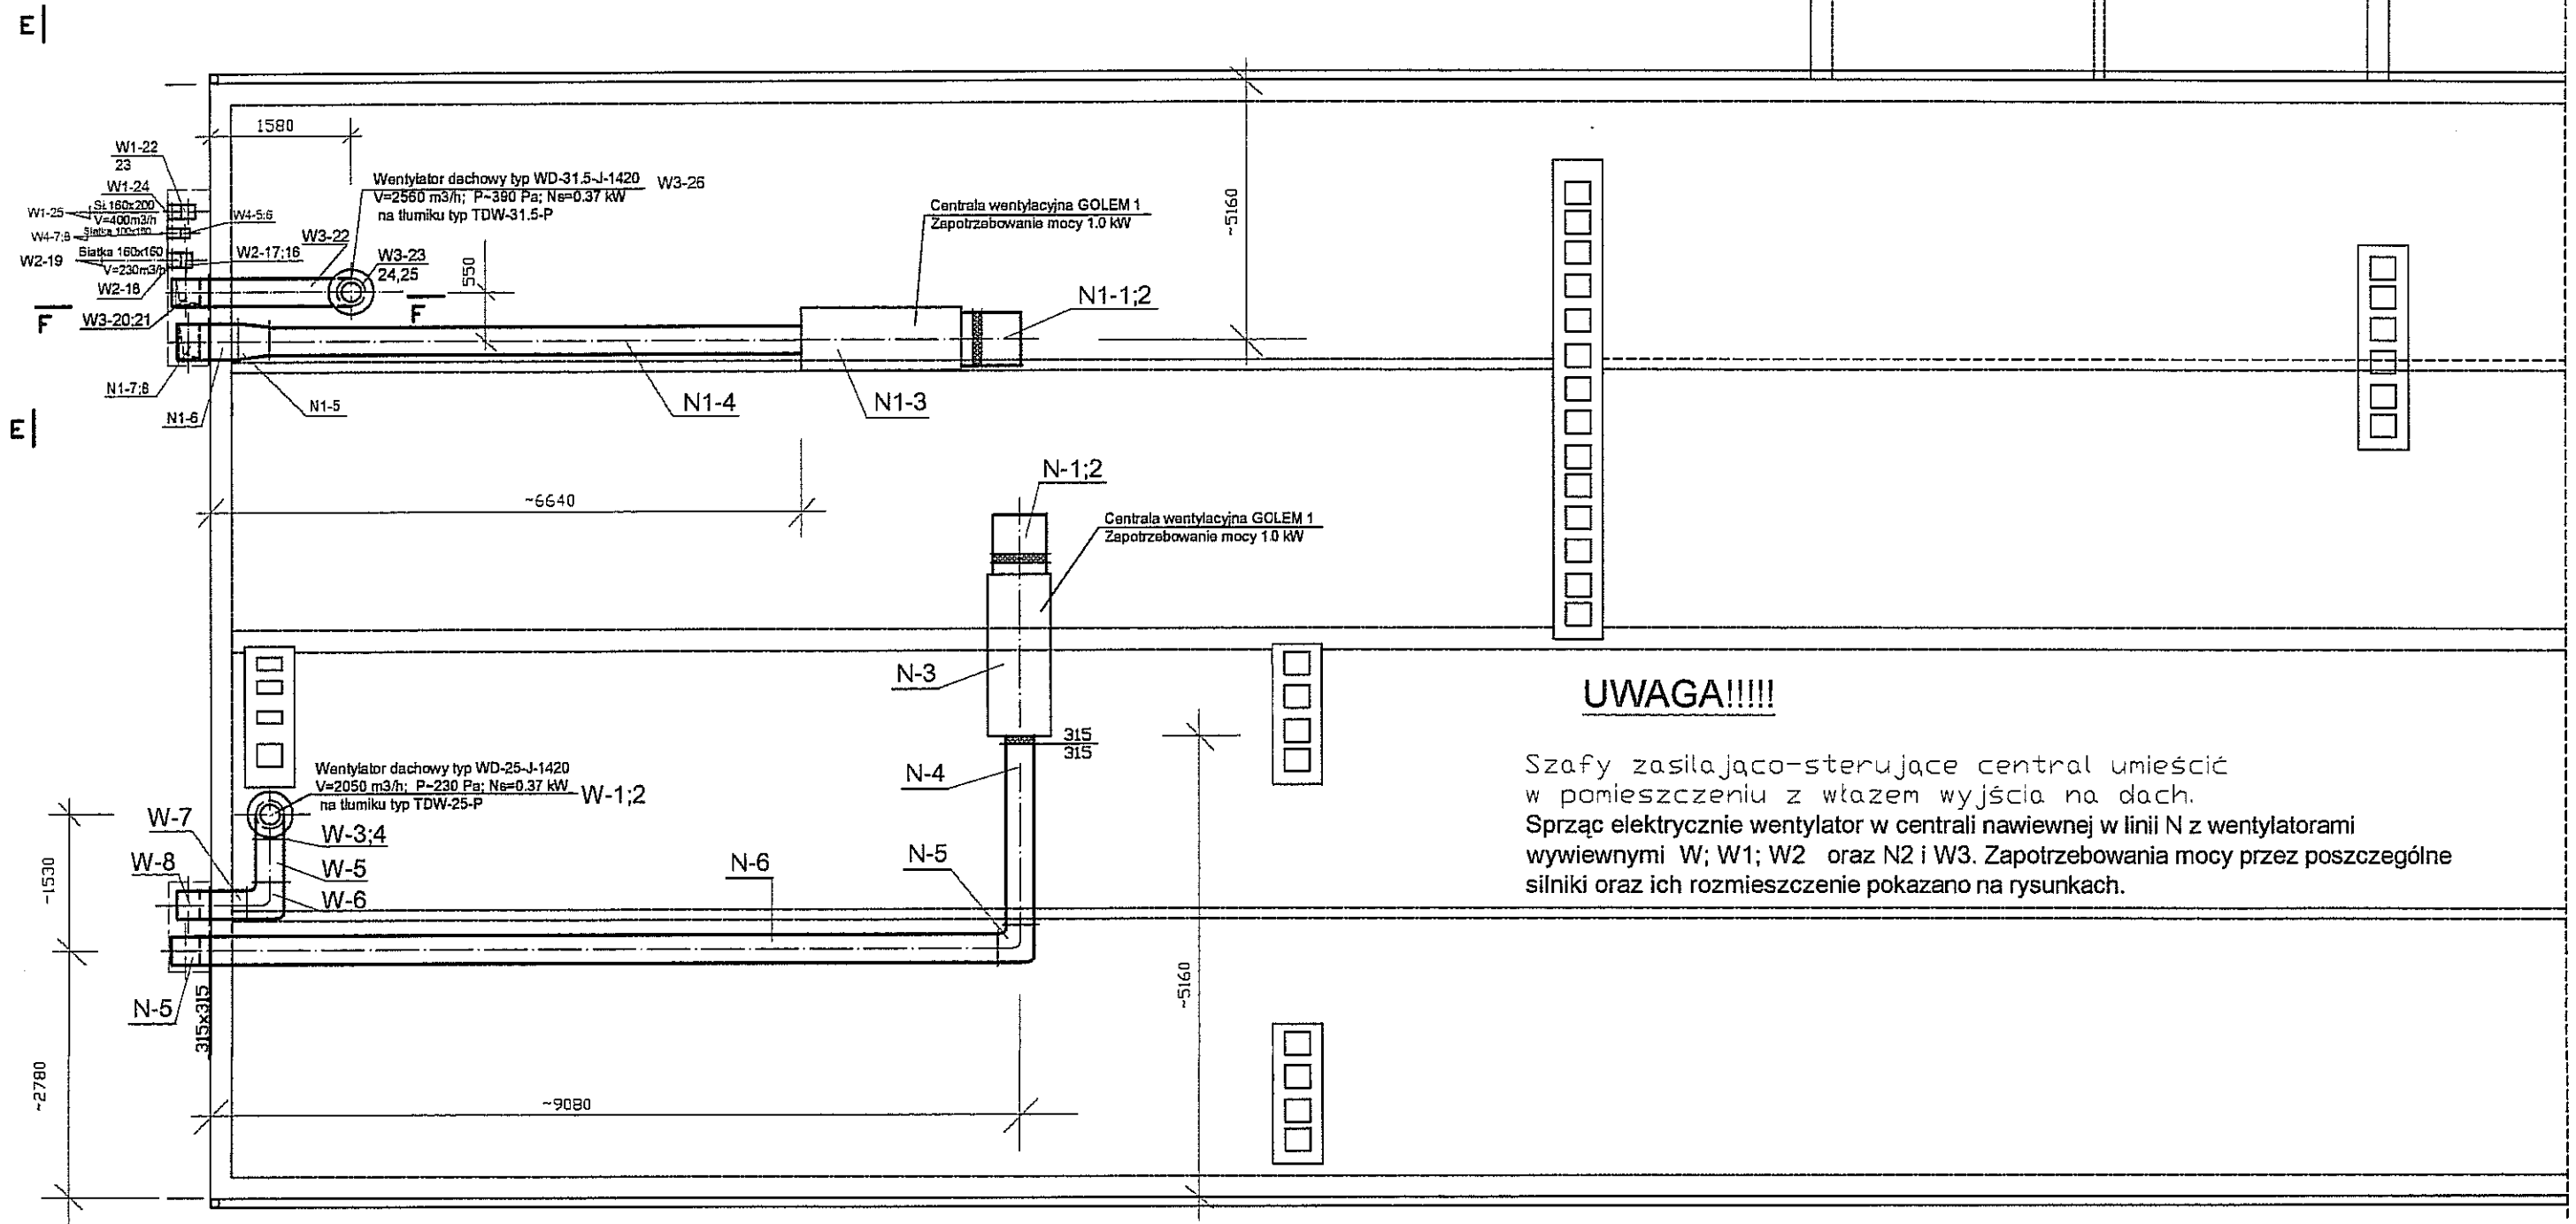 E
1580
W1-22
23
W1-24
W1-25
SŁ160x200
V=400m3/h
W4-5;6
W4-7;8
Siatka 100x160
W2-19
Siatka 160x160
V=230m3/h
W2-17;16
W2-18
W3-20;21
W3-22
Wentylator dachowy typ WD-31.5-J-1420
V=2560 m3/h; P~390 Pa; Ns=0.37 kW
na tłumiku typ TDW-31.5-P
W3-26
W3-23
24,25
550
F
F
Centrala wentylacyjna GOLEM 1
Zapotrzebowanie mocy 1.0 kW
~5160
N1-1;2
N1-7;8
N1-6
N1-5
N1-4
N1-3
E
~6640
N-1;2
Centrala wentylacyjna GOLEM 1
Zapotrzebowanie mocy 1.0 kW
N-3
315
315
N-4
UWAGA!!!!!
Szafy zasilająco-sterujące central umieścić
w pomieszczeniu z włazem wyjścia na dach.
Sprząc elektrycznie wentylator w centrali nawiewnej w linii N z wentylatorami
wywiewnymi W; W1; W2 oraz N2 i W3. Zapotrzebowania mocy przez poszczególne
silniki oraz ich rozmieszczenie pokazano na rysunkach.
Wentylator dachowy typ WD-25-J-1420
V=2050 m3/h; P~230 Pa; Ns=0.37 kW
na tłumiku typ TDW-25-P
W-1;2
W-7
W-3;4
W-8
W-5
W-6
N-6
N-5
~1530
N-5
315x315
~5160
~2780
~9080